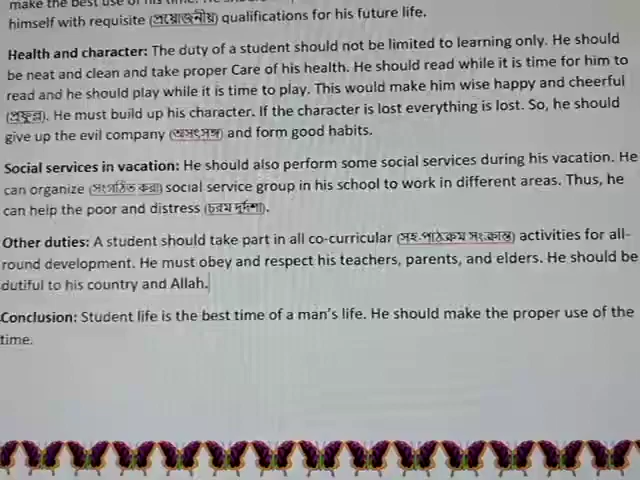 make the best use of his time.
himself with requisite (প্রয়োজনীয়) qualifications for his future life.
Health and character: The duty of a student should not be limited to learning only. He should
be neat and clean and take proper Care of his health. He should read while it is time for him to
read and he should play while it is time to play. This would make him wise happy and cheerful
(প্রফুল্ল). He must build up his character. If the character is lost everything is lost. So, he should
give up the evil company (অসৎসঙ্গ) and form good habits.
Social services in vacation: He should also perform some social services during his vacation. He
can organize (সংগঠিত করা) social service group in his school to work in different areas. Thus, he
can help the poor and distress (চরম দুর্দশা).
Other duties: A student should take part in all co-curricular (সহ-পাঠক্রম সংক্রান্ত) activities for all-
round development. He must obey and respect his teachers, parents, and elders. He should be
dutiful to his country and Allah.
Conclusion: Student life is the best time of a man's life. He should make the proper use of the
time.